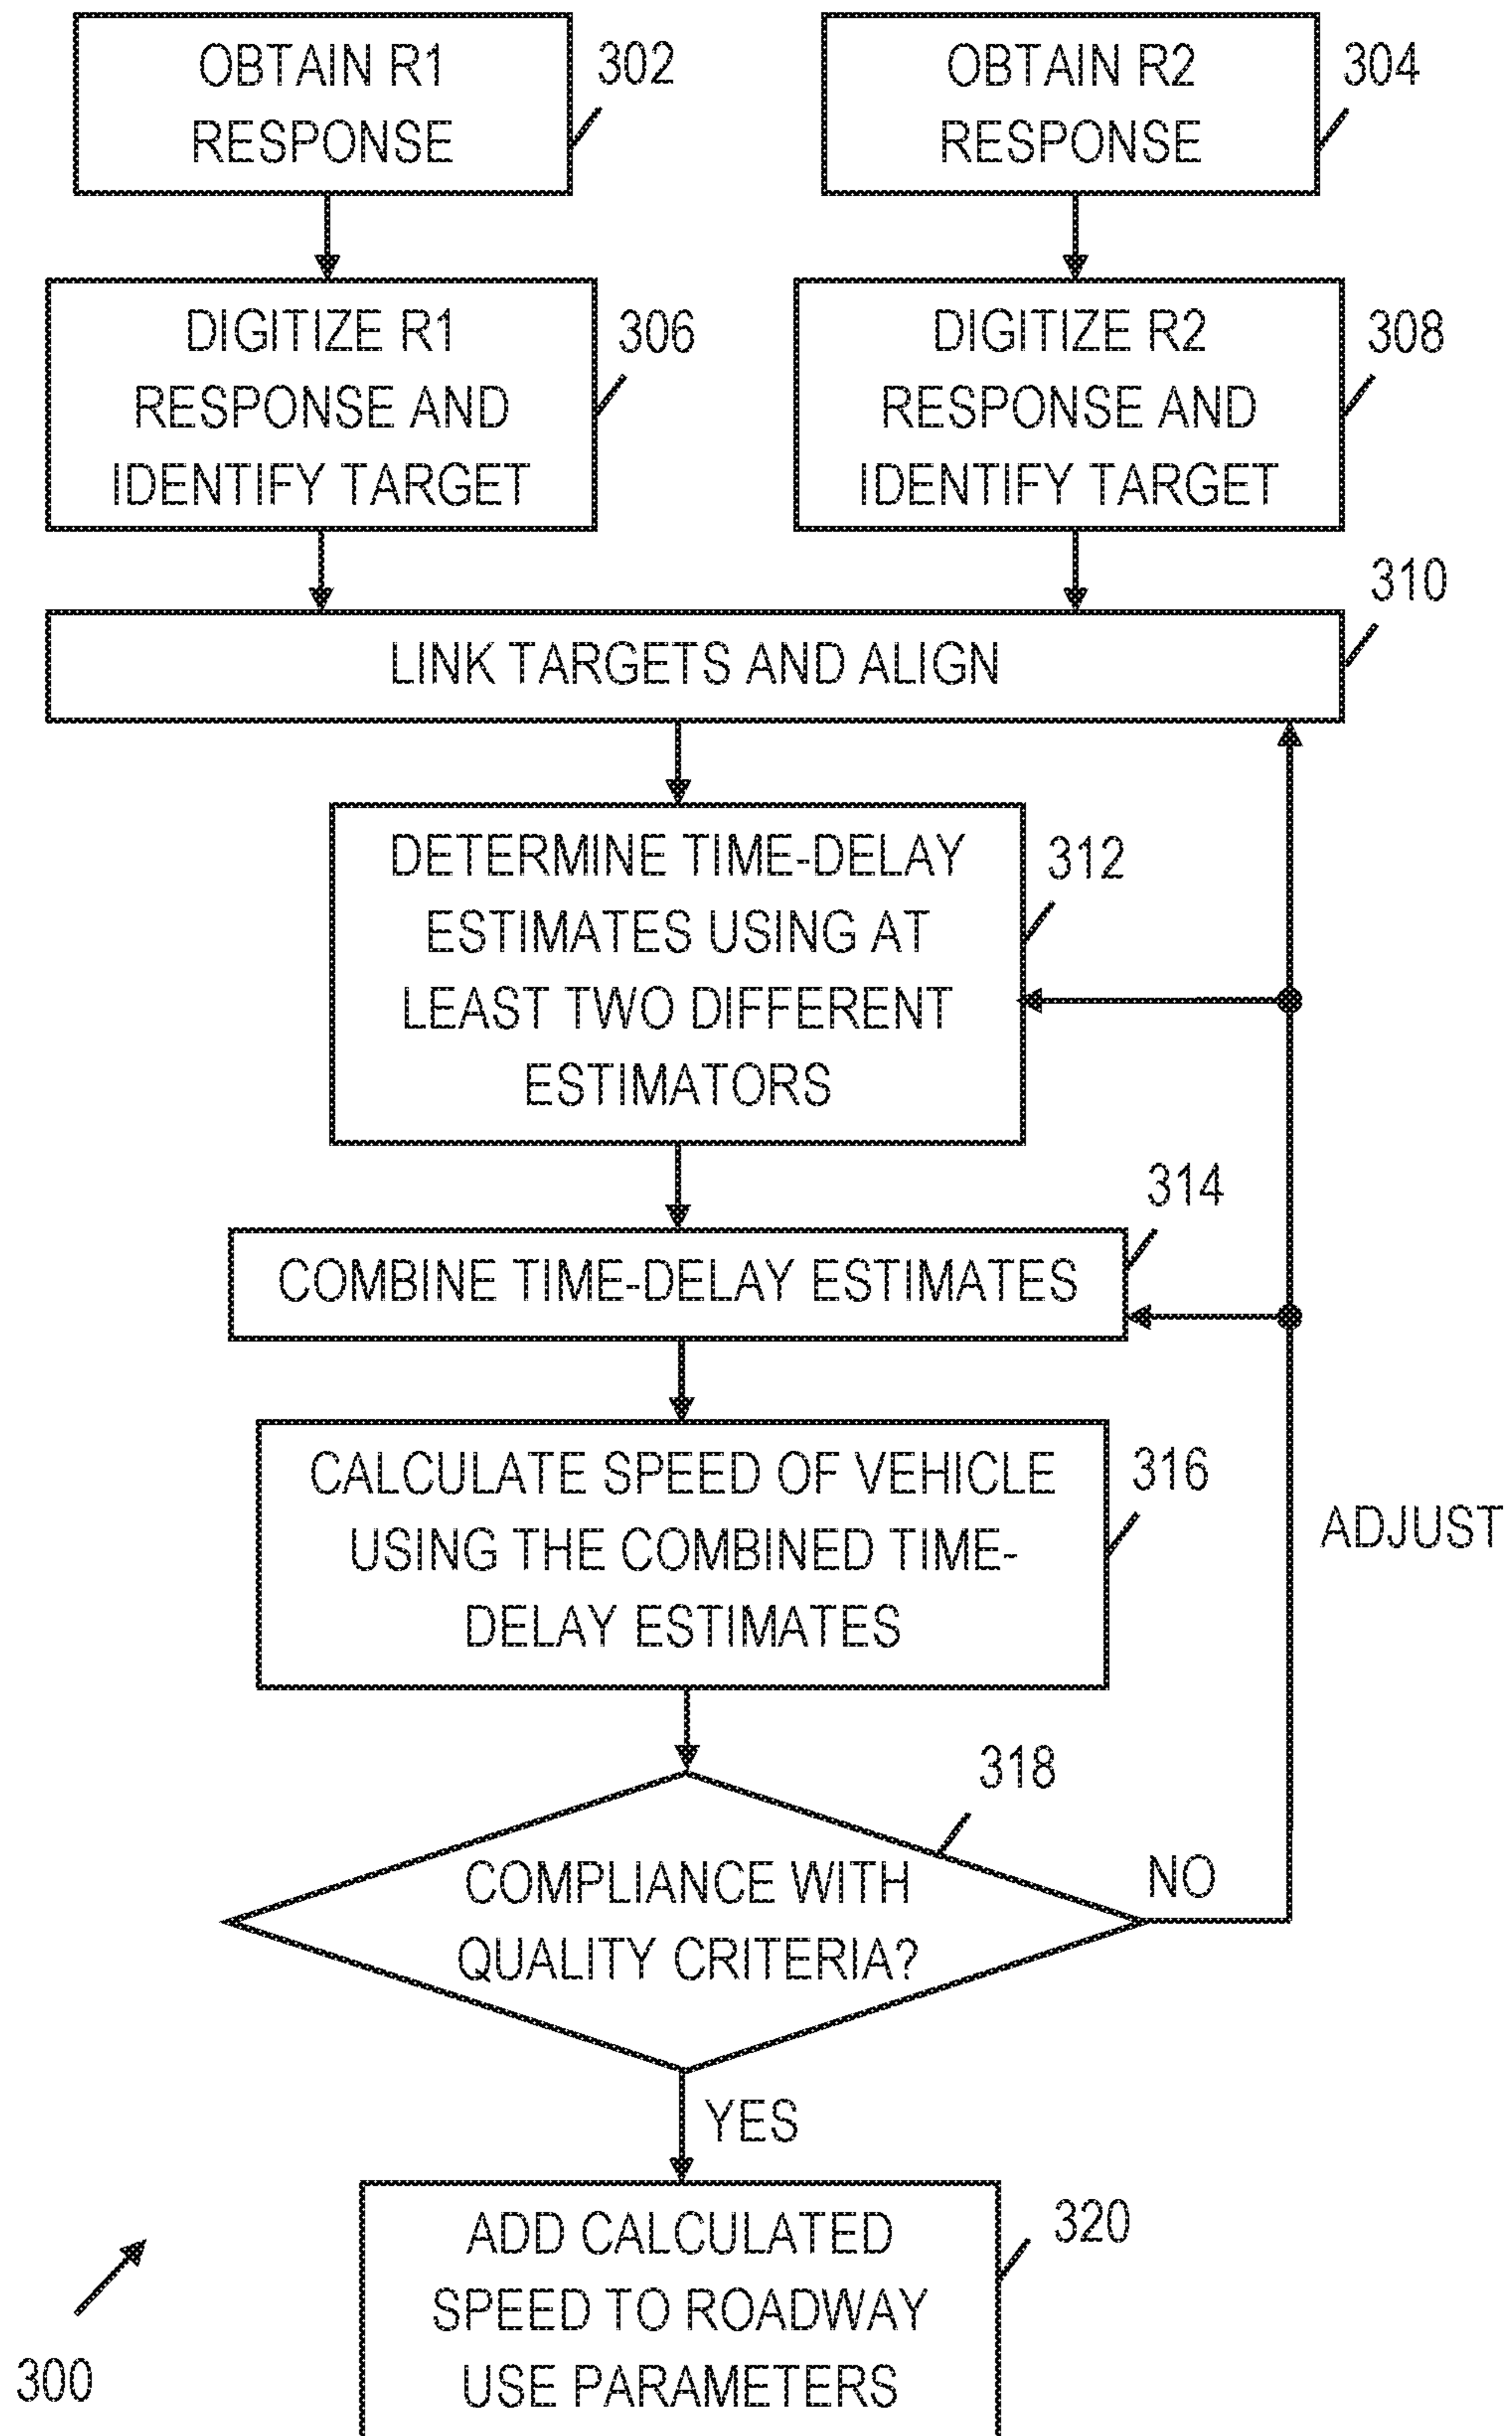 OBTAIN R1
RESPONSE
302
OBTAIN R2
RESPONSE
304
DIGITIZE R1
RESPONSE AND
IDENTIFY TARGET
306
DIGITIZE R2
RESPONSE AND
IDENTIFY TARGET
308
310
LINK TARGETS AND ALIGN
DETERMINE TIME-DELAY
ESTIMATES USING AT
LEAST TWO DIFFERENT
ESTIMATORS
312
314
COMBINE TIME-DELAY ESTIMATES
CALCULATE SPEED OF VEHICLE
USING THE COMBINED TIME-
DELAY ESTIMATES
316
ADJUST
318
COMPLIANCE WITH
QUALITY CRITERIA?
NO
YES
ADD CALCULATED
SPEED TO ROADWAY
USE PARAMETERS
320
300